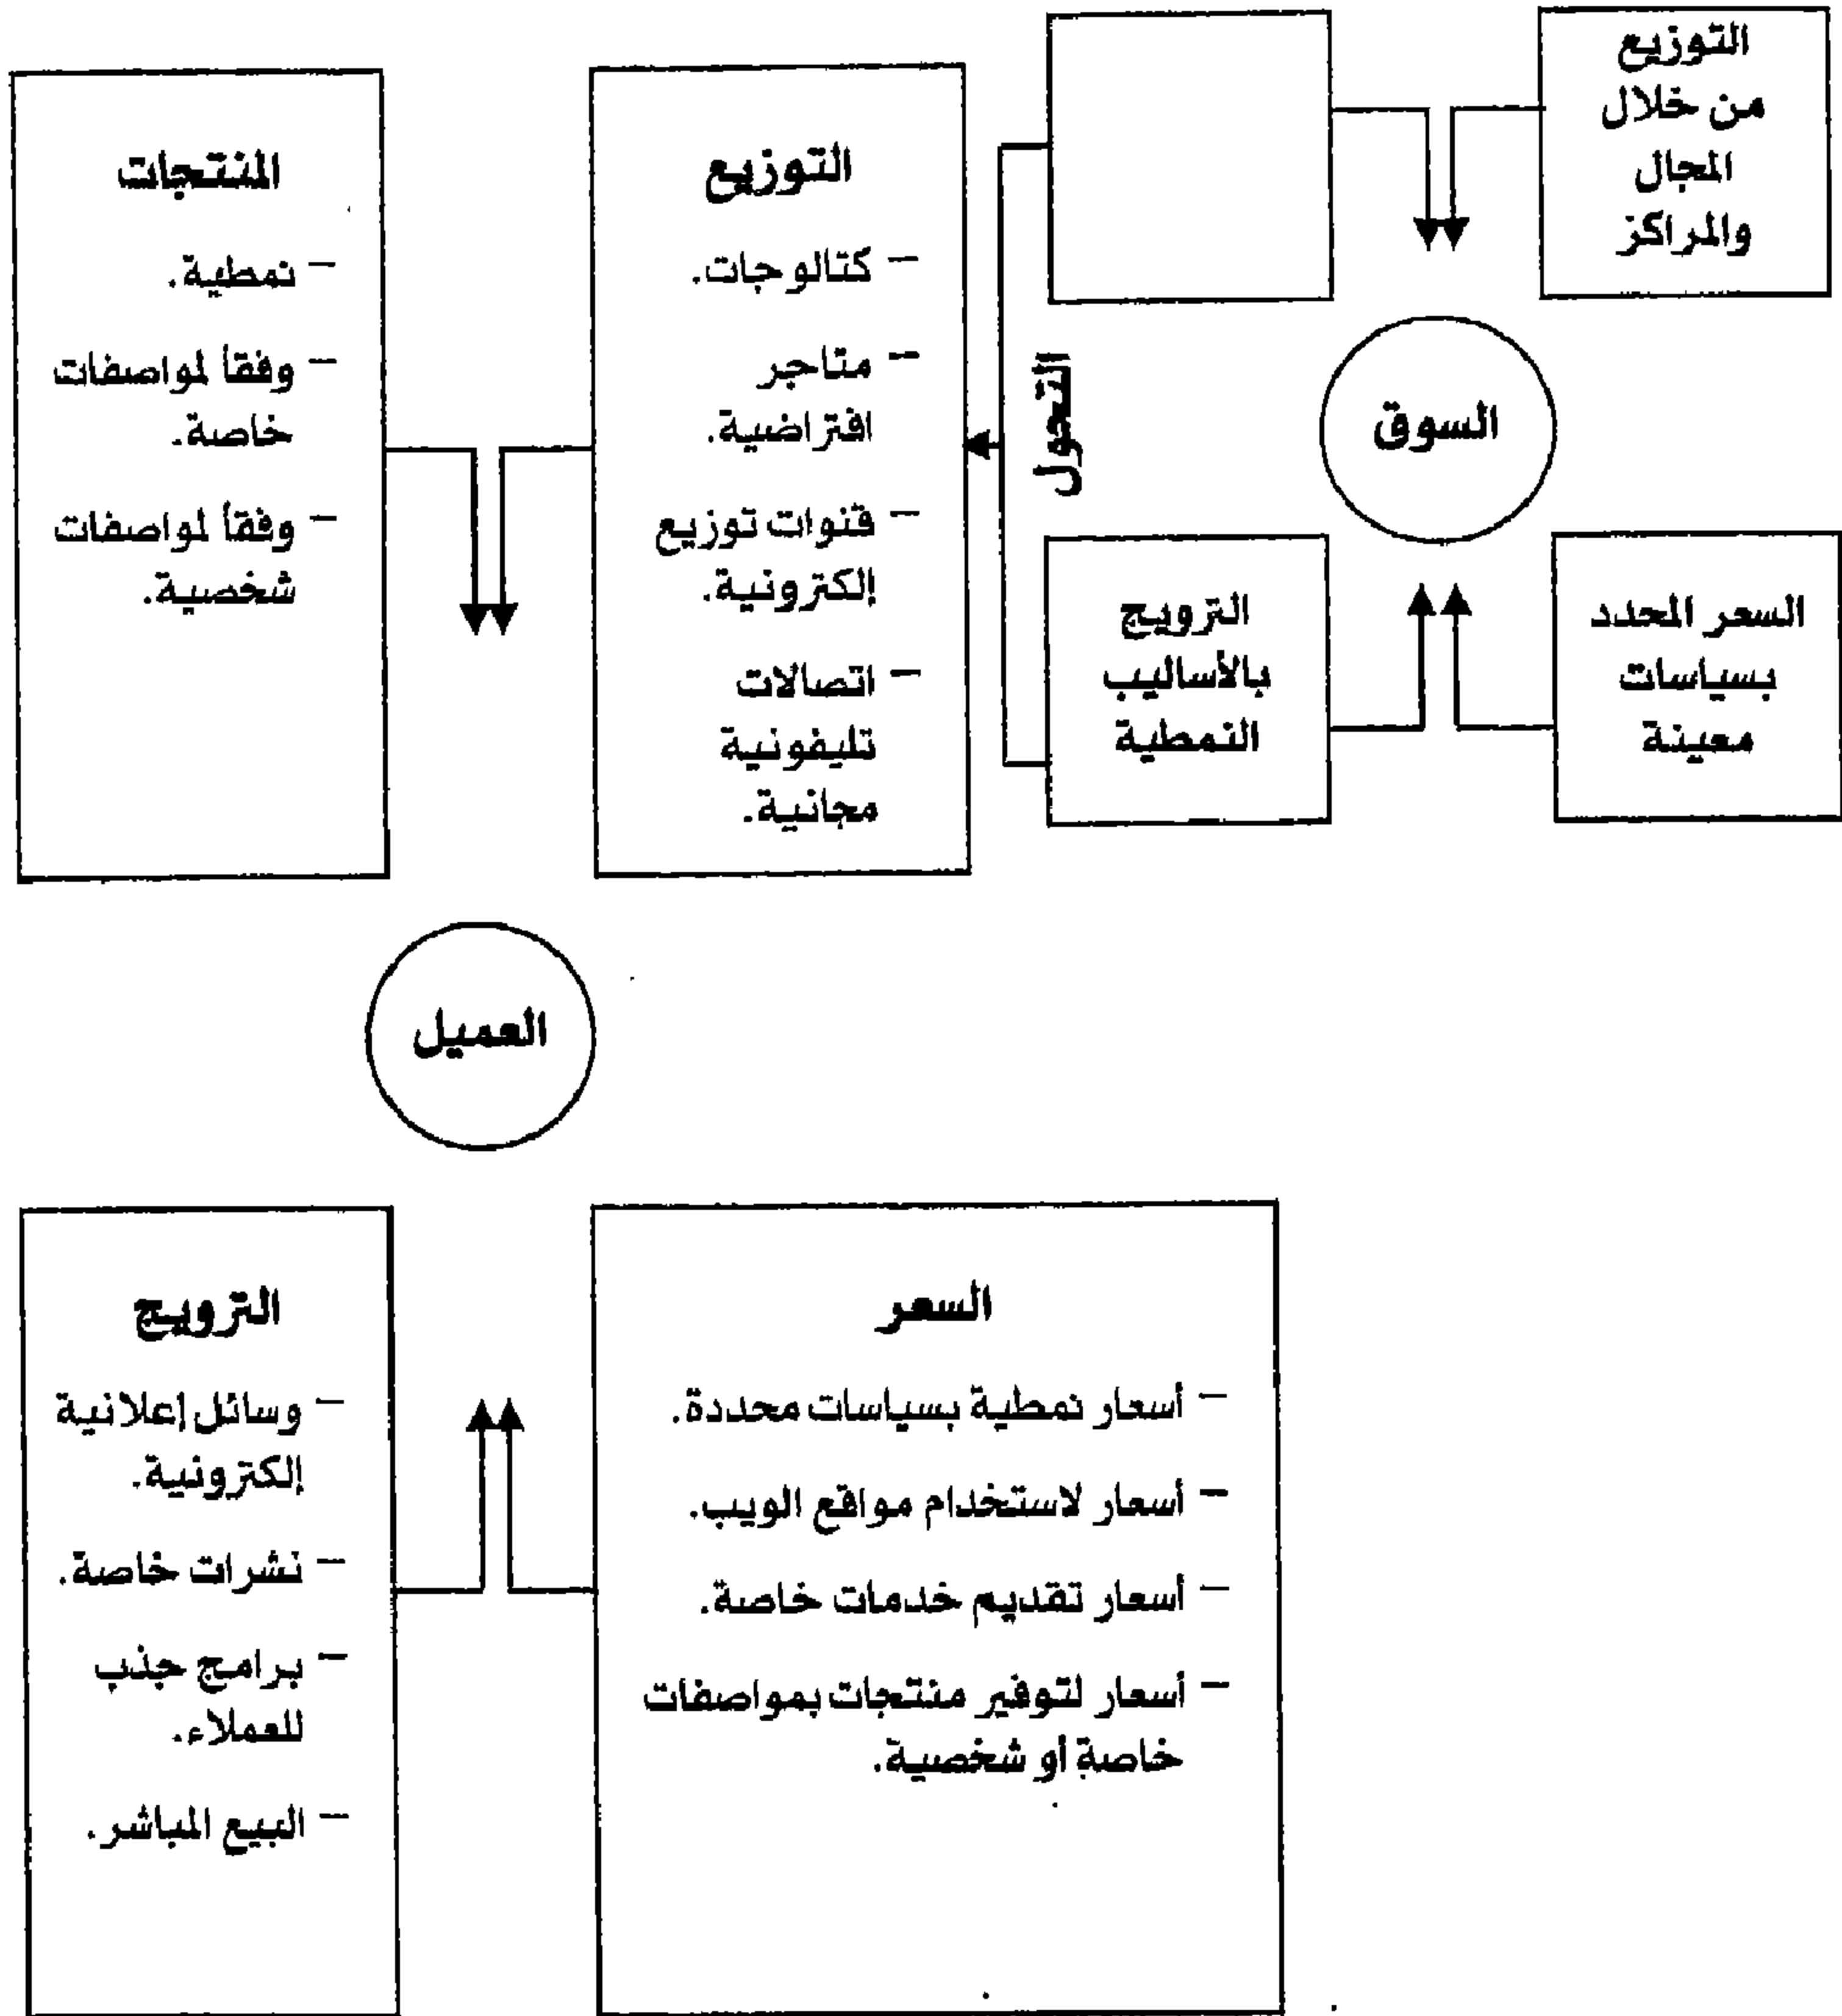 التوزيع
من خلال
المجال
والمراكز
السوق
السعر المحدد
بسياسات
معينة
الترويج
بالأساليب
النمطية
التحول
التوزيع
– كتالوجات.
– متاجر
افتراضية.
– قنوات توزيع
إلكترونية.
– اتصالات
تليفونية
مجانية.
المنتجات
– نمطية.
– وفقاً لمواصفات
خاصة.
– وفقاً لمواصفات
شخصية.
العميل
السعر
– أسعار نمطية بسياسات محددة.
– أسعار لاستخدام مواقع الويب.
– أسعار تقديم خدمات خاصة.
– أسعار لتوفير منتجات بمواصفات
خاصة أو شخصية.
الترويج
– وسائل إعلانية
إلكترونية.
– نشرات خاصة.
– برامج جذب
للعملاء.
– البيع المباشر.